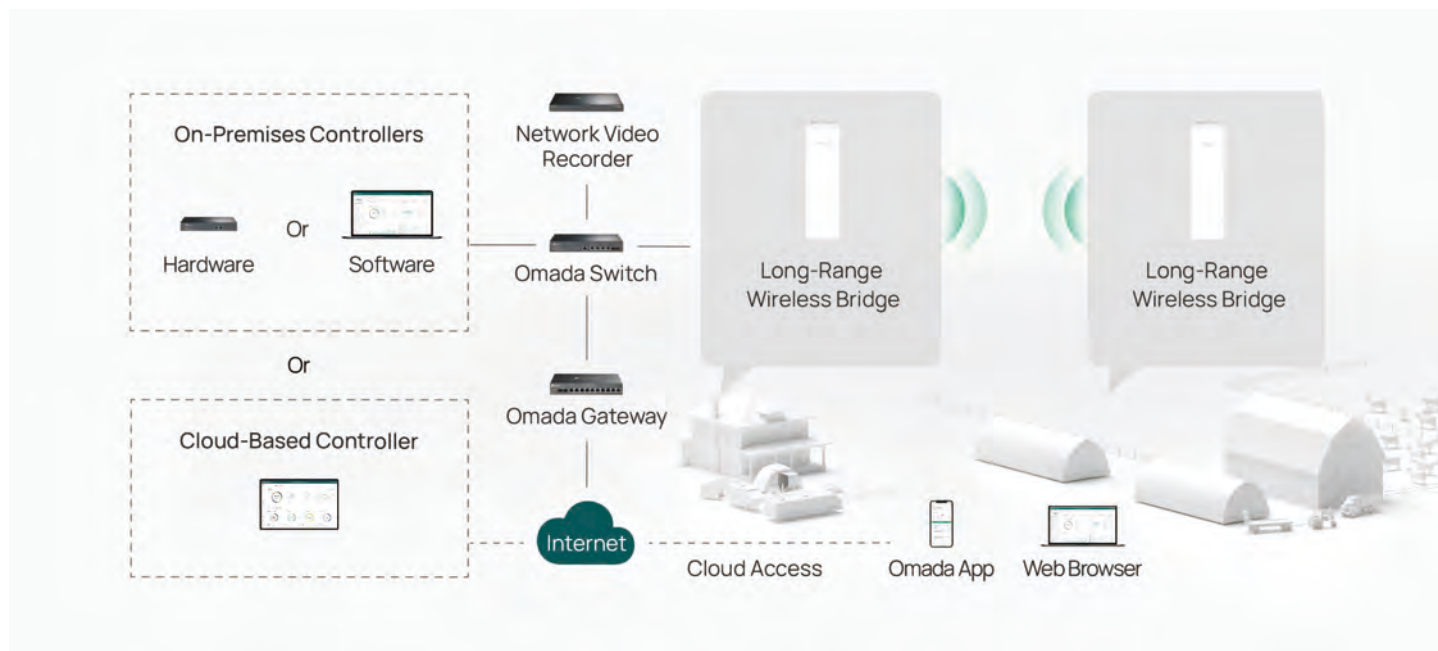 On-Premises Controllers
Hardware
Or
Software
Or
Cloud-Based Controller
Network Video
Recorder
Omada Switch
Omada Gateway
Internet
Cloud Access
Omada App
Web Browser
Long-Range
Wireless Bridge
Long-Range
Wireless Bridge